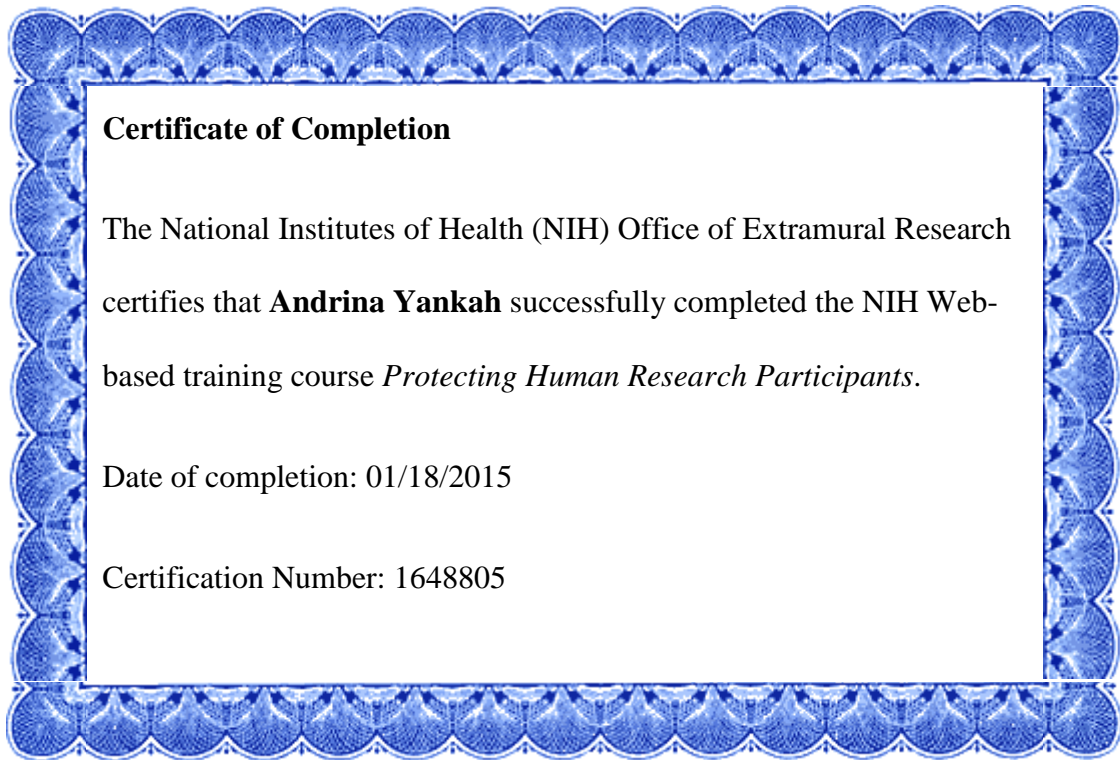 Certificate of Completion
The National Institutes of Health (NIH) Office of Extramural Research
certifies that Andrina Yankah successfully completed the NIH Web-
based training course Protecting Human Research Participants.
Date of completion: 01/18/2015
Certification Number: 1648805